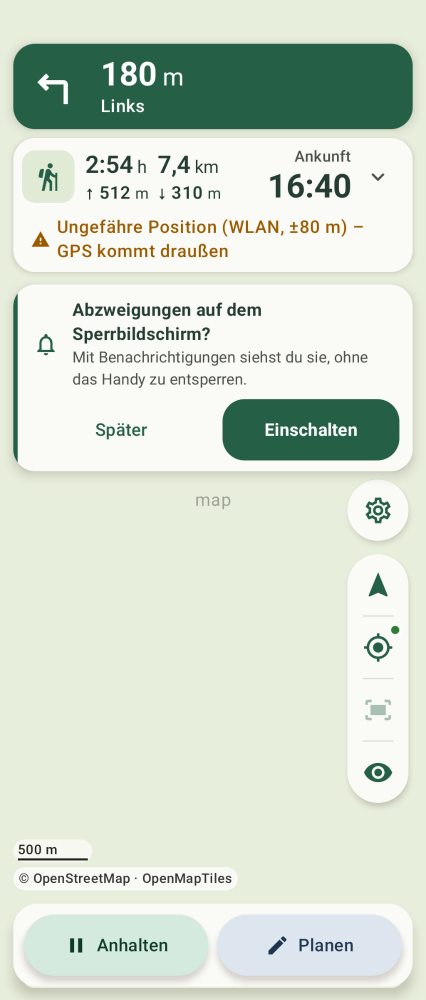 180 m
Links
2:54 h 7,4 km
↑ 512 m ↓ 310 m
Ankunft
16:40
Ungefähre Position (WLAN, ±80 m) –
GPS kommt draußen
Abzweigungen auf dem
Sperrbildschirm?
Mit Benachrichtigungen siehst du sie, ohne
das Handy zu entsperren.
Später
Einschalten
map
500 m
© OpenStreetMap · OpenMapTiles
Anhalten
Planen